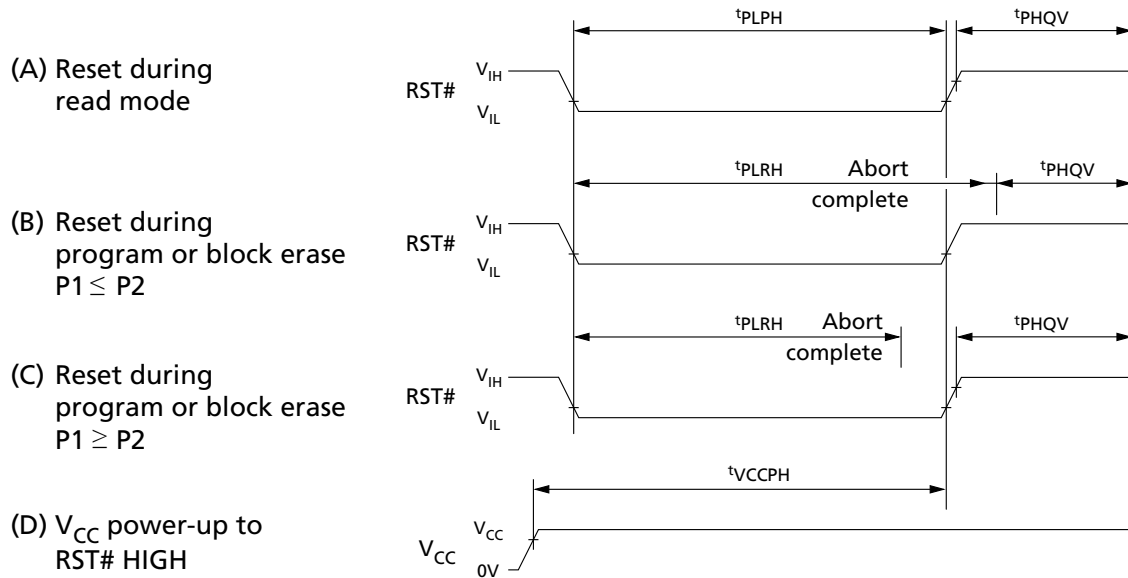 tPLPH
tPHQV
(A) Reset during
read mode
RST#
VIH
VIL
tPLRH
Abort
complete
tPHQV
(B) Reset during
program or block erase
P1 ≤ P2
RST#
VIH
VIL
tPLRH
Abort
complete
tPHQV
(C) Reset during
program or block erase
P1 ≥ P2
RST#
VIH
VIL
tVCCPH
(D) VCC power-up to
RST# HIGH
VCC
VCC
0V